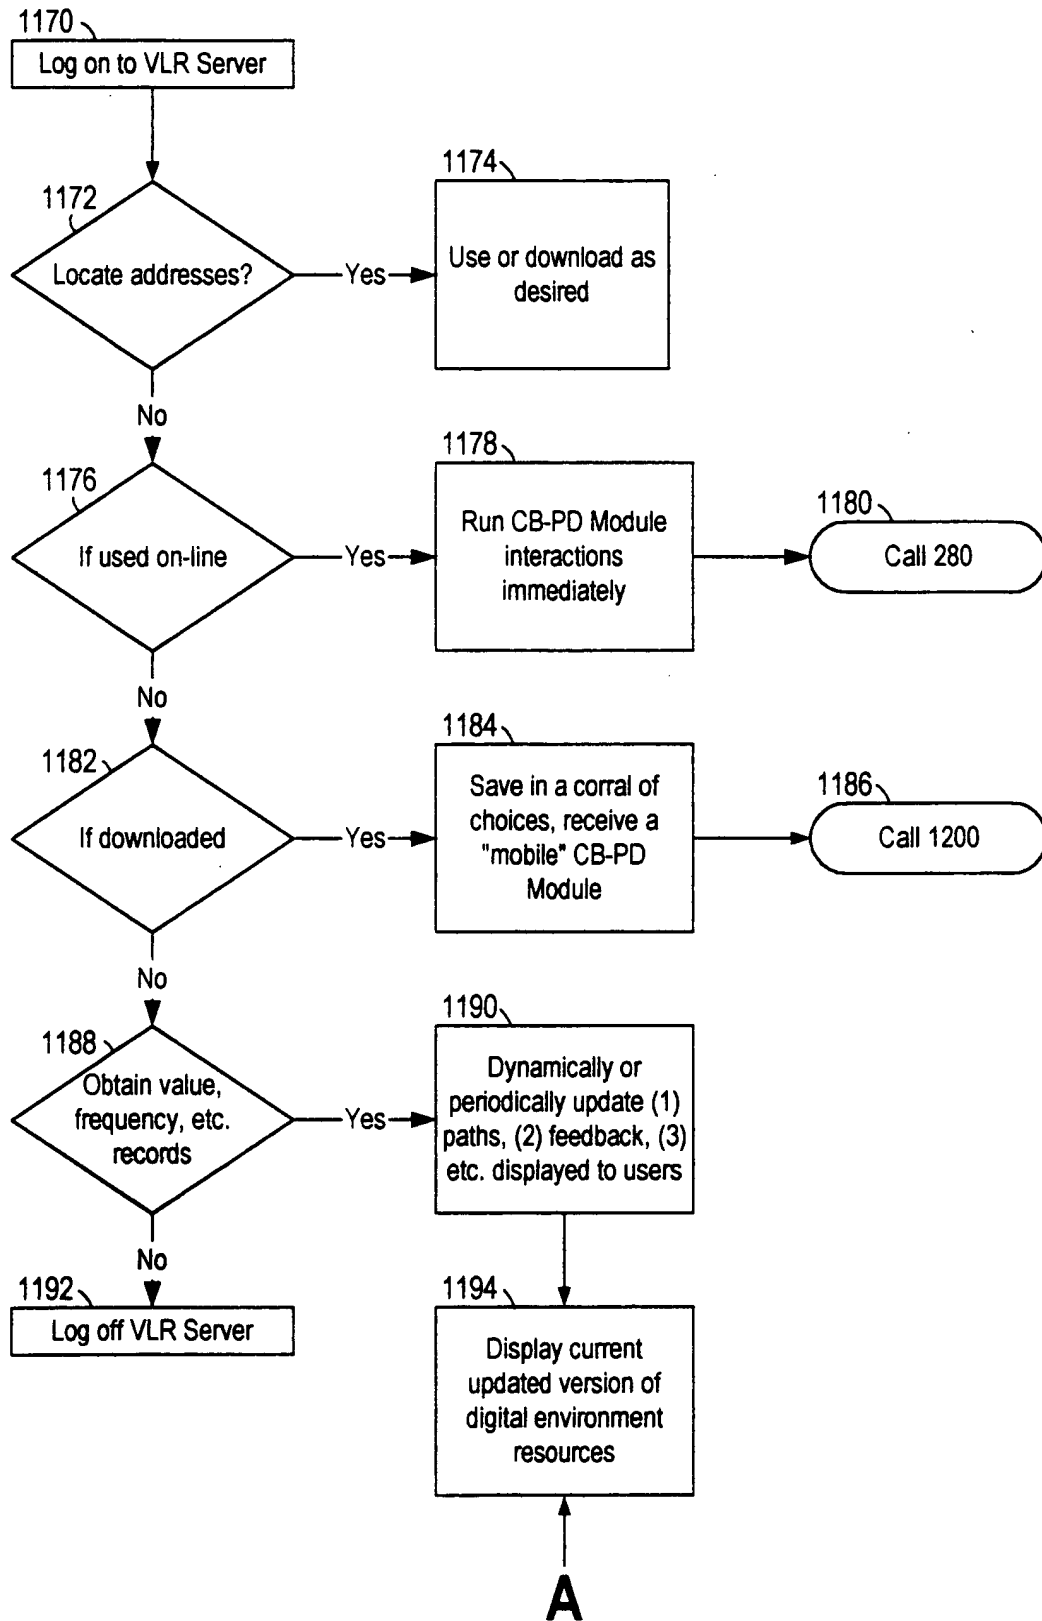 1170
Log on to VLR Server
1174
1172
Locate addresses?
Yes
Use or download as
desired
No
1178
1176
If used on-line
Yes
Run CB-PD Module
interactions
immediately
1180
Call 280
No
1184
1182
If downloaded
Yes
Save in a corral of
choices, receive a
"mobile" CB-PD
Module
1186
Call 1200
No
1190
1188
Obtain value,
frequency, etc.
records
Yes
Dynamically or
periodically update (1)
paths, (2) feedback, (3)
etc. displayed to users
No
1192
Log off VLR Server
1194
Display current
updated version of
digital environment
resources
A